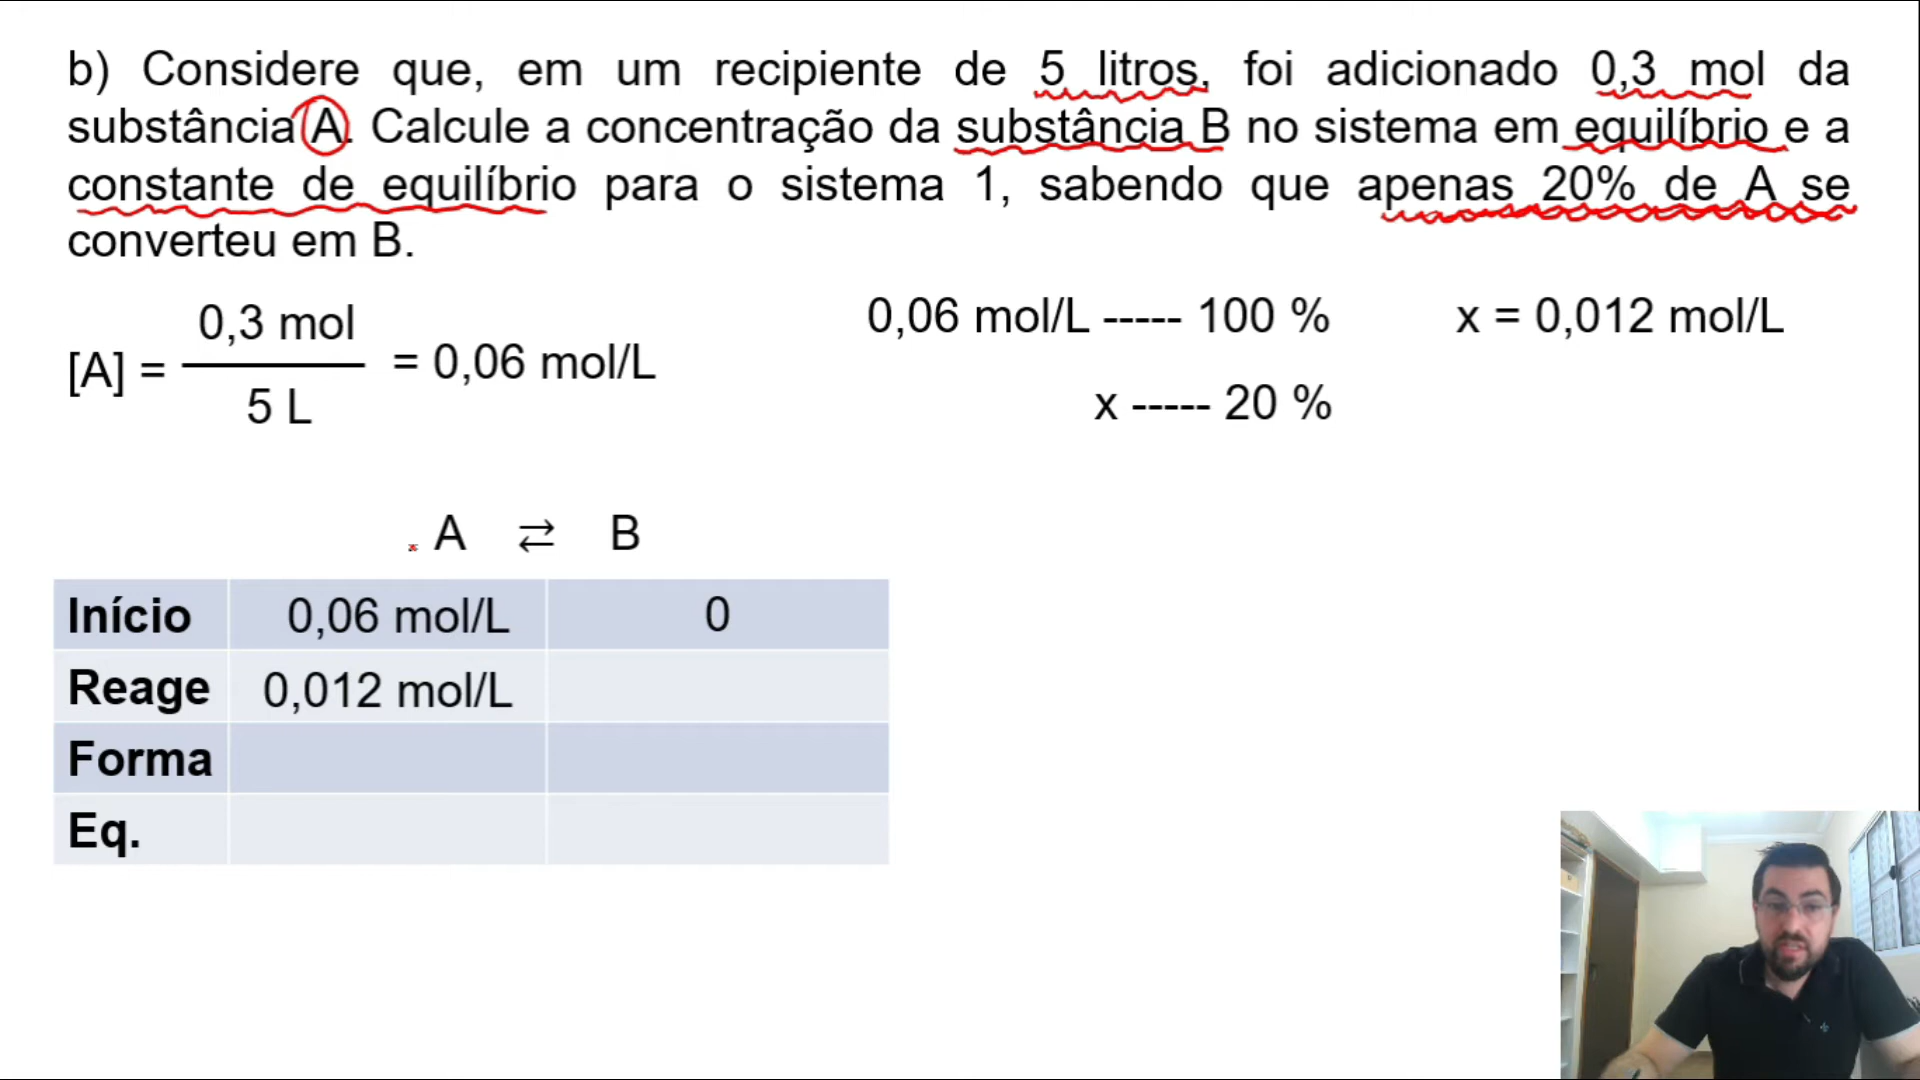 b) Considere que, em um recipiente de 5 litros, foi adicionado 0,3 mol da
substância A. Calcule a concentração da substância B no sistema em equilíbrio e a
constante de equilíbrio para o sistema 1, sabendo que apenas 20% de A se
converteu em B.
[A] = 0,3 mol / 5 L = 0,06 mol/L
0,06 mol/L ----- 100 %
x ----- 20 %
x = 0,012 mol/L
A ⇄ B
Início 0,06 mol/L 0
Reage 0,012 mol/L
Forma
Eq.